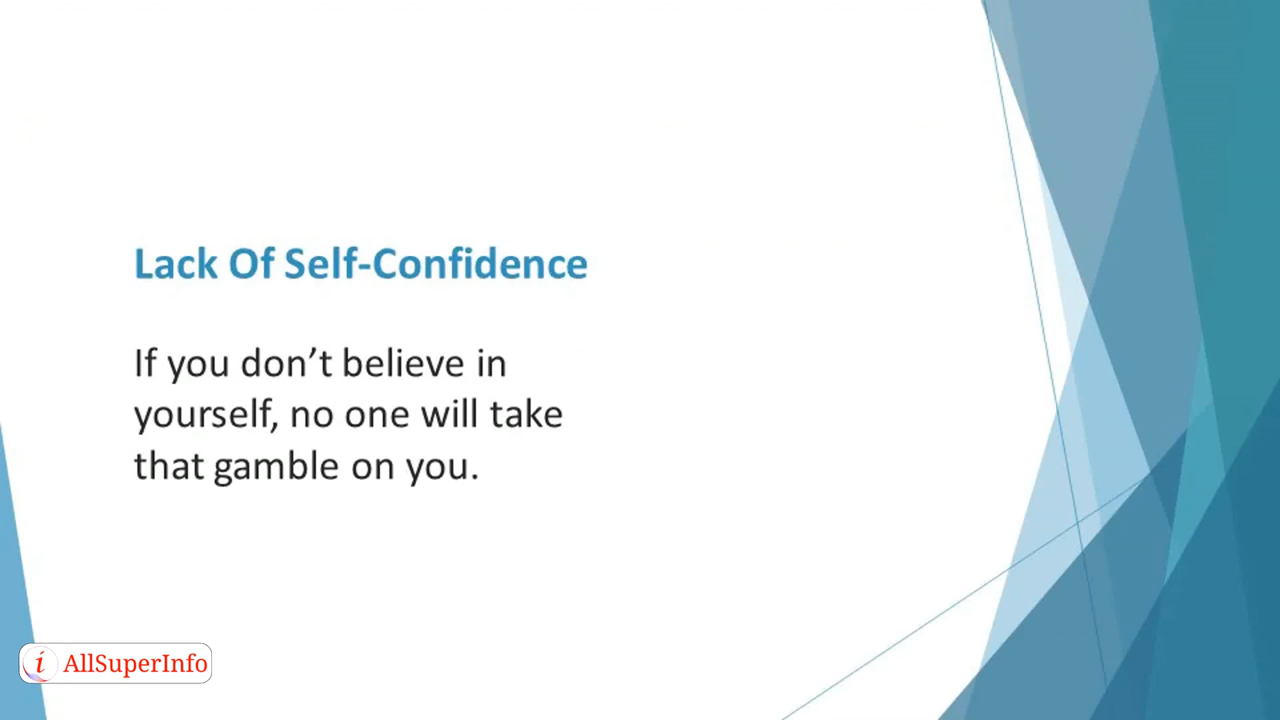 Lack Of Self-Confidence
If you don’t believe in
yourself, no one will take
that gamble on you.
i AllSuperInfo